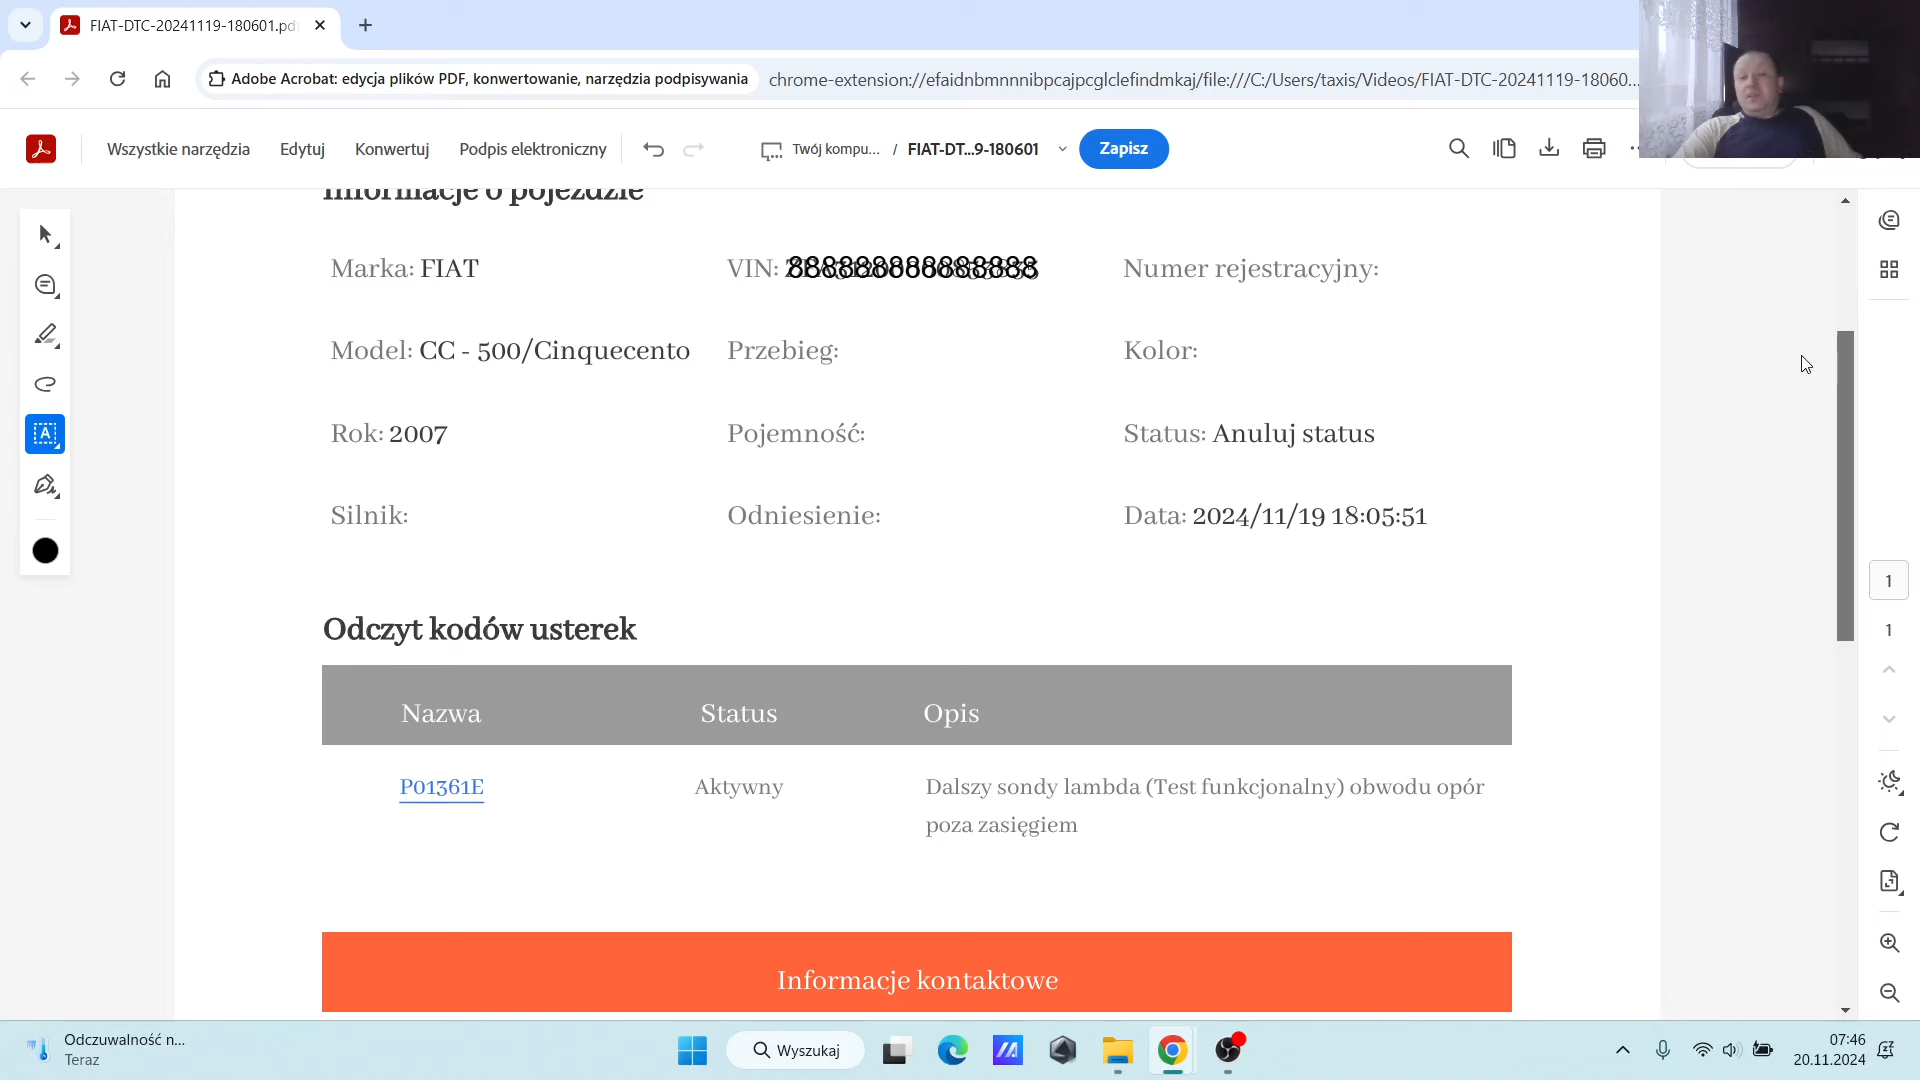 FIAT-DTC-20241119-180601.pd
Adobe Acrobat: edycja plików PDF, konwertowanie, narzędzia podpisywania
chrome-extension://efaidnbmnnnibpcajpcglclefindmkaj/file:///C:/Users/taxis/Videos/FIAT-DTC-20241119-18060...
Wszystkie narzędzia
Edytuj
Konwertuj
Podpis elektroniczny
Twój kompu... / FIAT-DT...9-180601
Zapisz
Informacje o pojeździe
Marka: FIAT
VIN:
Numer rejestracyjny:
Model: CC - 500/Cinquecento
Przebieg:
Kolor:
Rok: 2007
Pojemność:
Status: Anuluj status
Silnik:
Odniesienie:
Data: 2024/11/19 18:05:51
1
1
Odczyt kodów usterek
Nazwa
Status
Opis
P01361E
Aktywny
Dalszy sondy lambda (Test funkcjonalny) obwodu opór
poza zasięgiem
Informacje kontaktowe
Odczuwalność n...
Teraz
Wyszukaj
07:46
20.11.2024